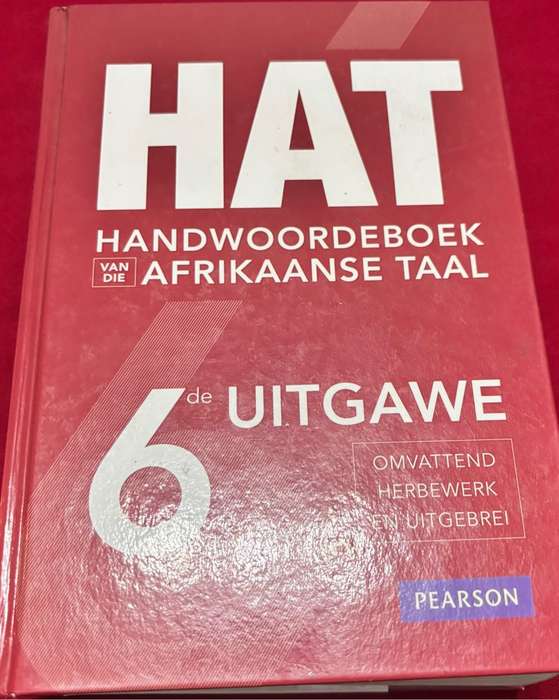 HAT
HANDWOORDEBOEK
VAN DIE AFRIKAANSE TAAL
6de UITGAWE
OMVATTEND
HERBEWERK
EN UITGEBREI
PEARSON